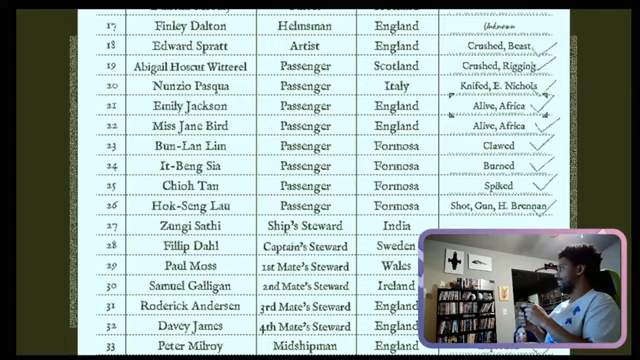 17 Finley Dalton Helmsman England Unknown
18 Edward Spratt Artist England Crushed, Beast
19 Abigail Hoscut Witterel Passenger Scotland Crushed, Rigging
20 Nunzio Pasqua Passenger Italy Knifed, E. Nichols
21 Emily Jackson Passenger England Alive, Africa
22 Miss Jane Bird Passenger England Alive, Africa
23 Bun-Lan Lim Passenger Formosa Clawed
24 It-Beng Sia Passenger Formosa Burned
25 Chioh Tan Passenger Formosa Spiked
26 Hok-Seng Lau Passenger Formosa Shot, Gun, H. Brennan
27 Zungi Sathi Ship's Steward India
28 Fillip Dahl Captain's Steward Sweden
29 Paul Moss 1st Mate's Steward Wales
30 Samuel Galligan 2nd Mate's Steward Ireland
31 Roderick Andersen 3rd Mate's Steward England
32 Davey James 4th Mate's Steward England
33 Peter Milroy Midshipman England